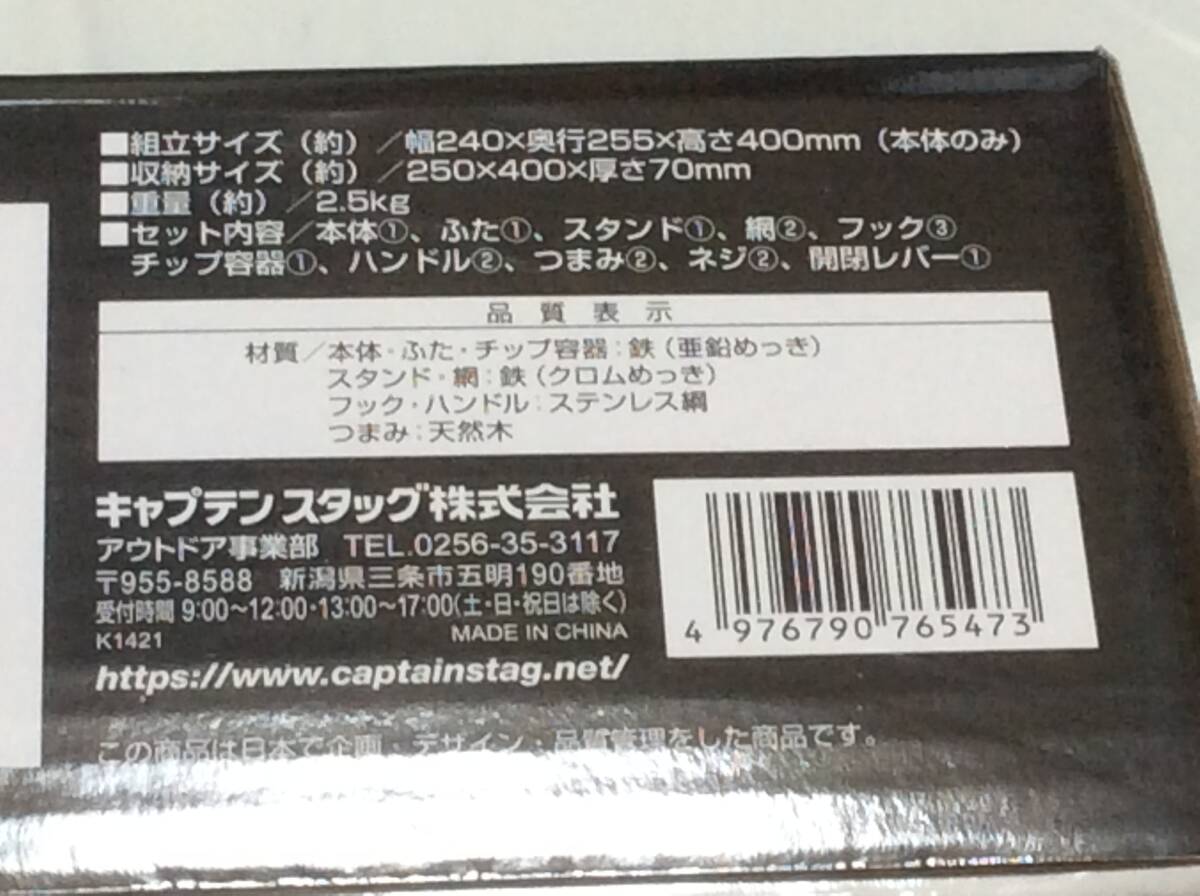 ■組立サイズ（約）／幅240×奥行255×高さ400mm（本体のみ）
■収納サイズ（約）／250×400×厚さ70mm
■重量（約）／2.5kg
■セット内容／本体①、ふた①、スタンド①、網②、フック③
チップ容器①、ハンドル②、つまみ②、ネジ②、開閉レバー①
品質表示
材質／本体・ふた・チップ容器：鉄（亜鉛めっき）
スタンド・網：鉄（クロムめっき）
フック・ハンドル：ステンレス綱
つまみ：天然木
キャプテンスタッグ株式会社
アウトドア事業部 TEL.0256-35-3117
〒955-8588 新潟県三条市五明190番地
受付時間 9:00〜12:00・13:00〜17:00（土・日・祝日は除く）
K1421 MADE IN CHINA
https://www.captainstag.net/
4 976790 765473
この商品は日本で企画・デザイン・品質管理をした商品です。